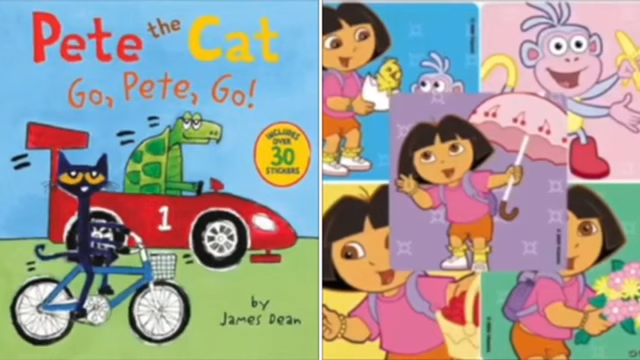 Pete the Cat
Go, Pete, Go!
INCLUDES
OVER
30
STICKERS
1
by
James Dean